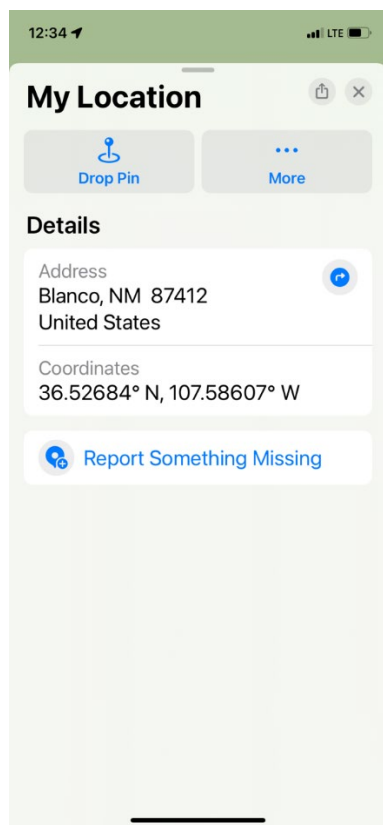 12:34
LTE
My Location
Drop Pin
More
Details
Address
Blanco, NM 87412
United States
Coordinates
36.52684° N, 107.58607° W
Report Something Missing